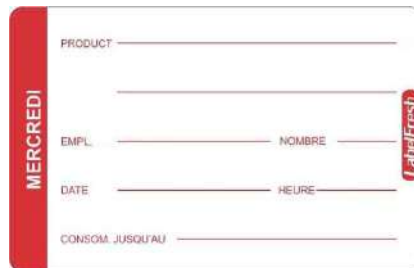 MERCREDI
PRODUCT
EMPL. NOMBRE
DATE HEURE
CONSOM. JUSQU'AU
LabelFresh